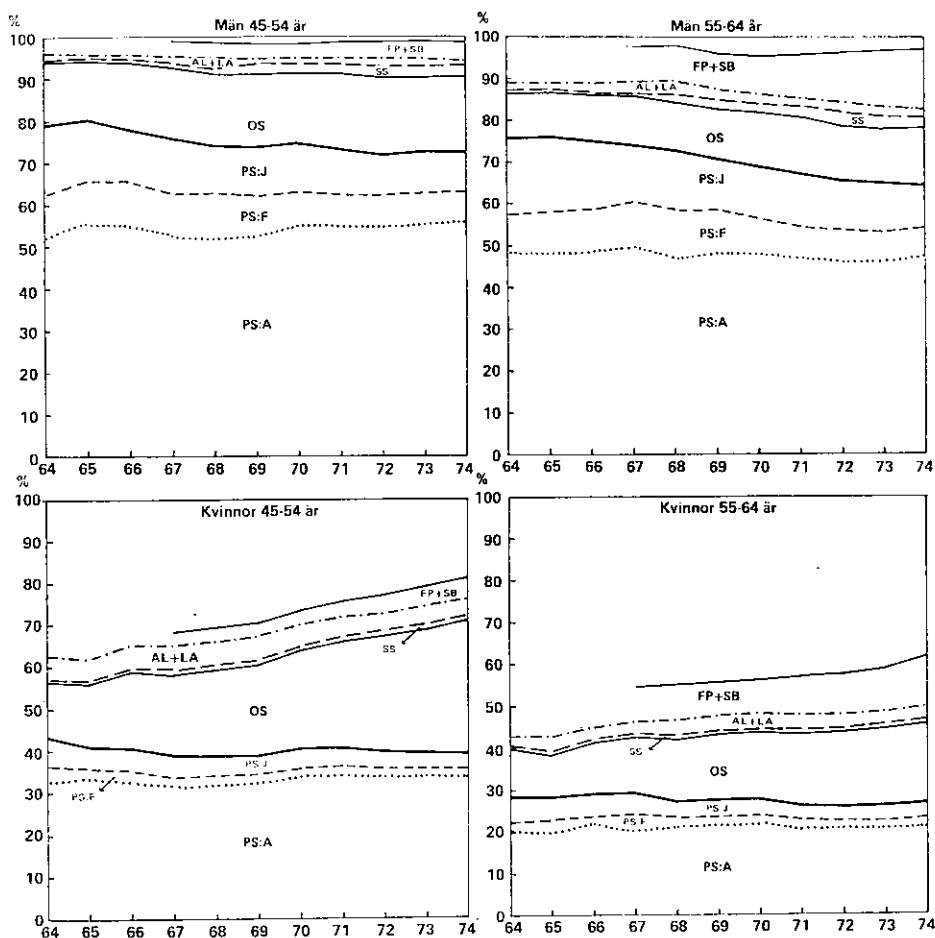 %
Män 45-54 år
100
90
80
70
60
50
40
30
20
10
0
FP+SB
AL+LA
SS
OS
PS:J
PS:F
PS:A
64 65 66 67 68 69 70 71 72 73 74
Män 55-64 år
100
90
80
70
60
50
40
30
20
10
0
FP+SB
AL+LA
SS
OS
PS:J
PS:F
PS:A
64 65 66 67 68 69 70 71 72 73 74
%
Kvinnor 45-54 år
100
90
80
70
60
50
40
30
20
10
0
FP+SB
AL+LA
SS
OS
PS:J
PS:F
PS:A
64 65 66 67 68 69 70 71 72 73 74
%
Kvinnor 55-64 år
100
90
80
70
60
50
40
30
20
10
0
FP+SB
AL+LA
SS
OS
PS:J
PS:F
PS:A
64 65 66 67 68 69 70 71 72 73 74